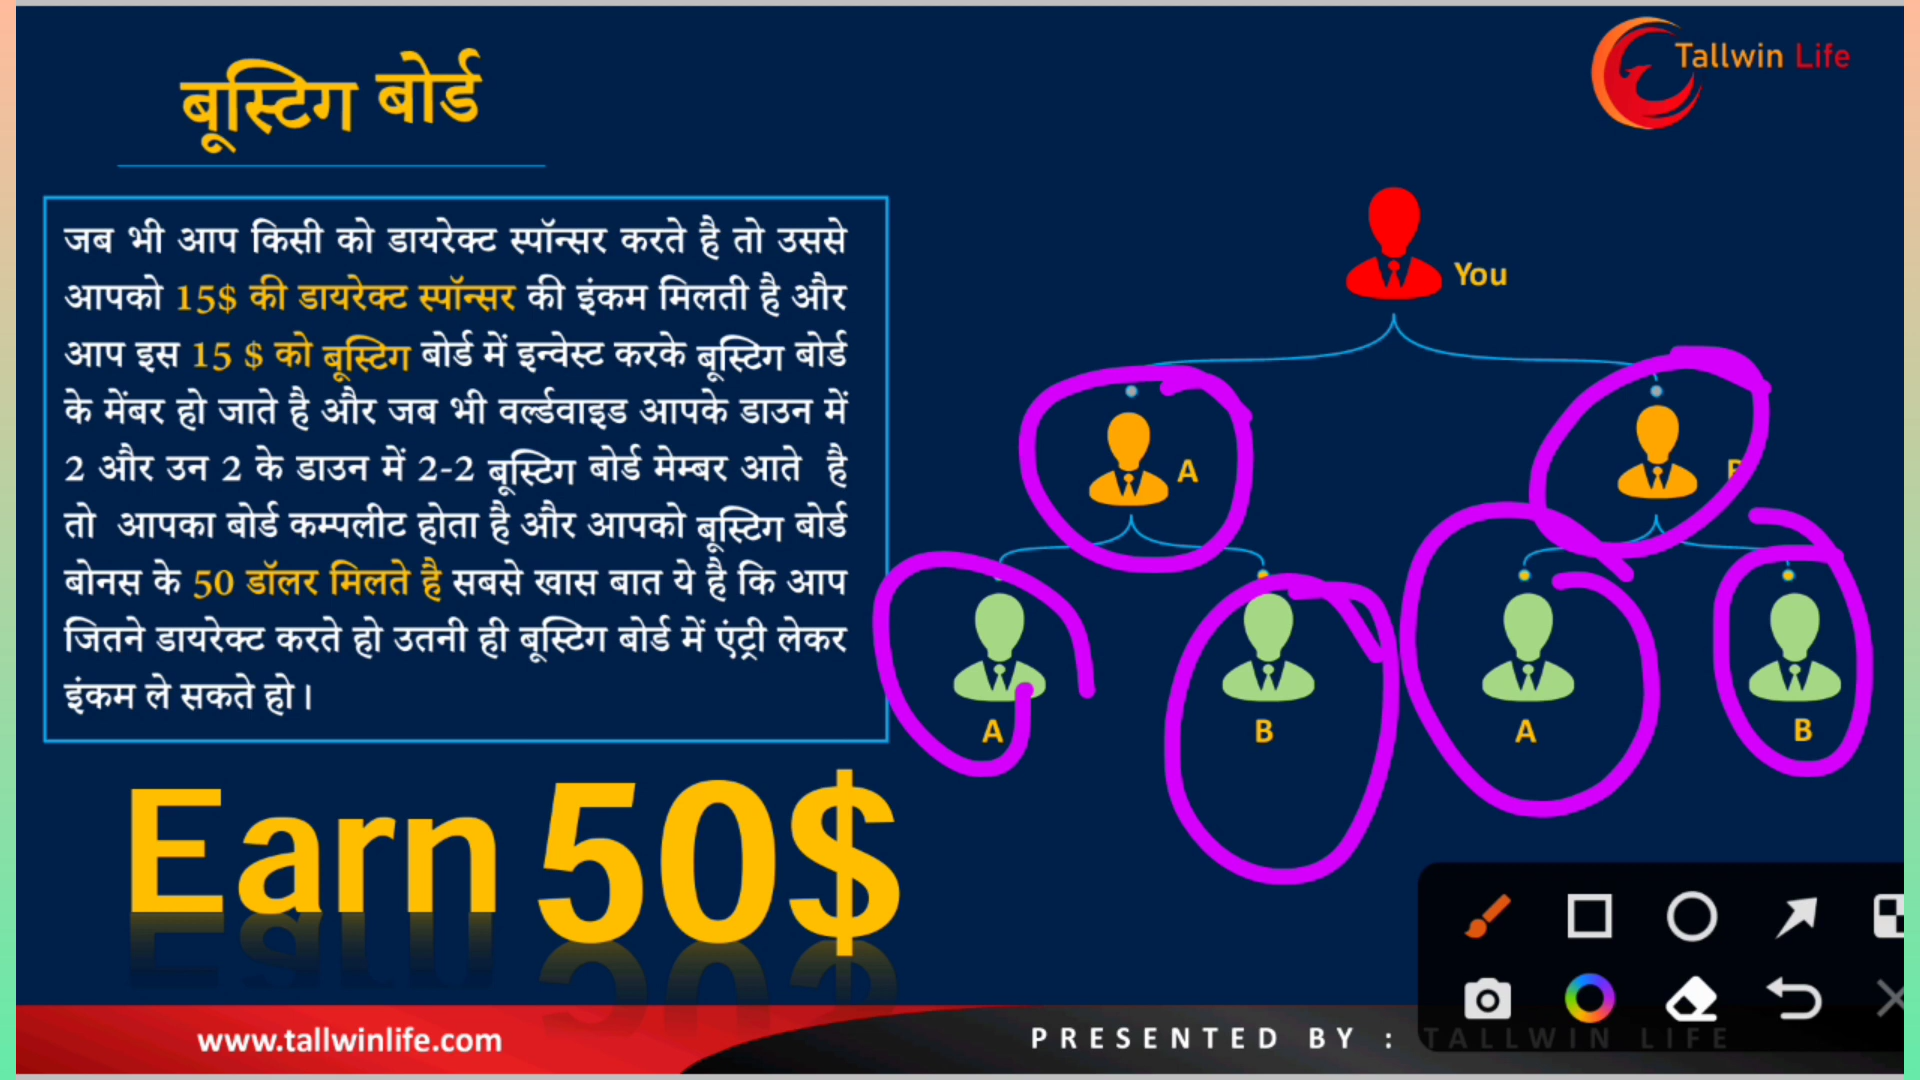 बूस्टिग बोर्ड
Tallwin Life
जब भी आप किसी को डायरेक्ट स्पॉन्सर करते है तो उससे
आपको 15$ की डायरेक्ट स्पॉन्सर की इंकम मिलती है और
आप इस 15 $ को बूस्टिग बोर्ड में इन्वेस्ट करके बूस्टिग बोर्ड
के मेंबर हो जाते है और जब भी वर्ल्डवाइड आपके डाउन में
2 और उन 2 के डाउन में 2-2 बूस्टिग बोर्ड मेम्बर आते है
तो आपका बोर्ड कम्पलीट होता है और आपको बूस्टिग बोर्ड
बोनस के 50 डॉलर मिलते है सबसे खास बात ये है कि आप
जितने डायरेक्ट करते हो उतनी ही बूस्टिग बोर्ड में एंट्री लेकर
इंकम ले सकते हो।
You
A
A B A B
Earn 50$
www.tallwinlife.com
PRESENTED BY : TALLWIN LIFE